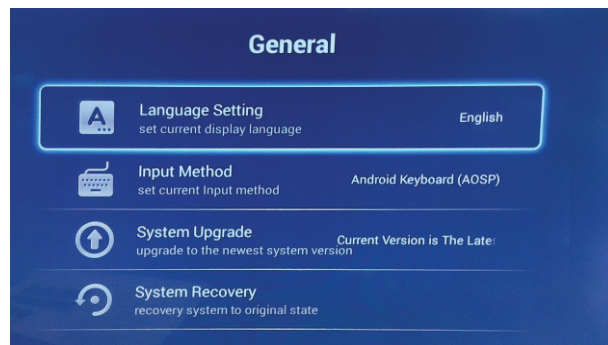 General
Language Setting
set current display language
English
Input Method
set current Input method
Android Keyboard (AOSP)
System Upgrade
upgrade to the newest system version
Current Version is The Late
System Recovery
recovery system to original state